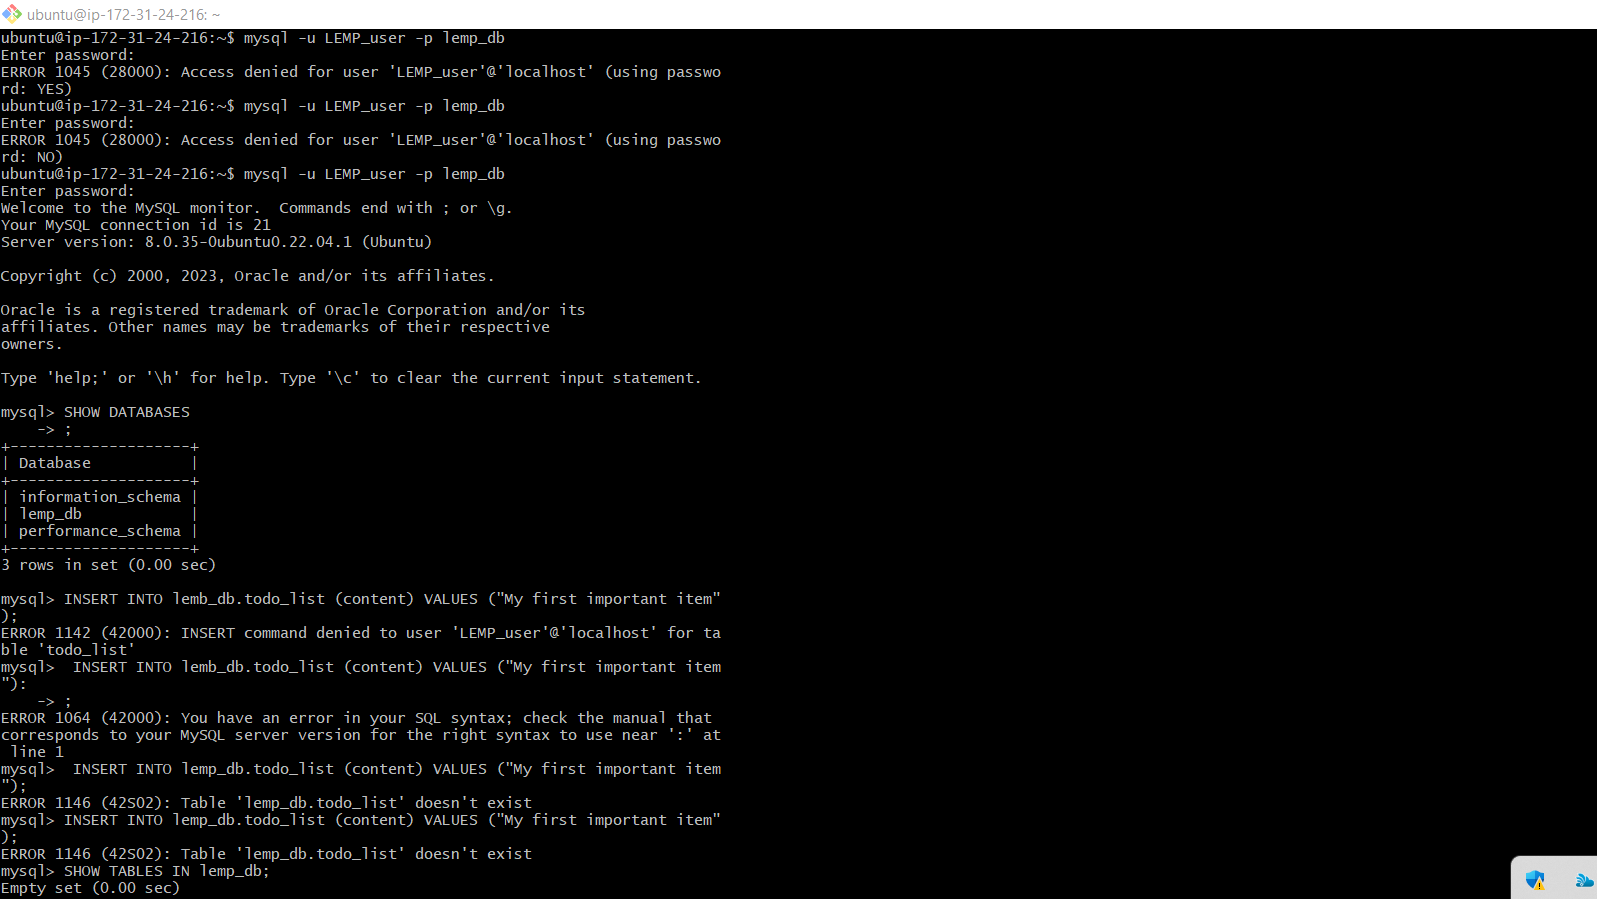 ubuntu@ip-172-31-24-216: ~
ubuntu@ip-172-31-24-216:~$ mysql -u LEMP_user -p lemp_db
Enter password:
ERROR 1045 (28000): Access denied for user 'LEMP_user'@'localhost' (using passwo
rd: YES)
ubuntu@ip-172-31-24-216:~$ mysql -u LEMP_user -p lemp_db
Enter password:
ERROR 1045 (28000): Access denied for user 'LEMP_user'@'localhost' (using passwo
rd: NO)
ubuntu@ip-172-31-24-216:~$ mysql -u LEMP_user -p lemp_db
Enter password:
Welcome to the MySQL monitor.  Commands end with ; or \g.
Your MySQL connection id is 21
Server version: 8.0.35-0ubuntu0.22.04.1 (Ubuntu)

Copyright (c) 2000, 2023, Oracle and/or its affiliates.

Oracle is a registered trademark of Oracle Corporation and/or its
affiliates. Other names may be trademarks of their respective
owners.

Type 'help;' or '\h' for help. Type '\c' to clear the current input statement.

mysql> SHOW DATABASES
    -> ;
+--------------------+
| Database           |
+--------------------+
| information_schema |
| lemp_db            |
| performance_schema |
+--------------------+
3 rows in set (0.00 sec)

mysql> INSERT INTO lemb_db.todo_list (content) VALUES ("My first important item"
);
ERROR 1142 (42000): INSERT command denied to user 'LEMP_user'@'localhost' for ta
ble 'todo_list'
mysql>  INSERT INTO lemb_db.todo_list (content) VALUES ("My first important item
"):
    -> ;
ERROR 1064 (42000): You have an error in your SQL syntax; check the manual that
corresponds to your MySQL server version for the right syntax to use near ':' at
 line 1
mysql>  INSERT INTO lemp_db.todo_list (content) VALUES ("My first important item
");
ERROR 1146 (42S02): Table 'lemp_db.todo_list' doesn't exist
mysql> INSERT INTO lemp_db.todo_list (content) VALUES ("My first important item"
);
ERROR 1146 (42S02): Table 'lemp_db.todo_list' doesn't exist
mysql> SHOW TABLES IN lemp_db;
Empty set (0.00 sec)